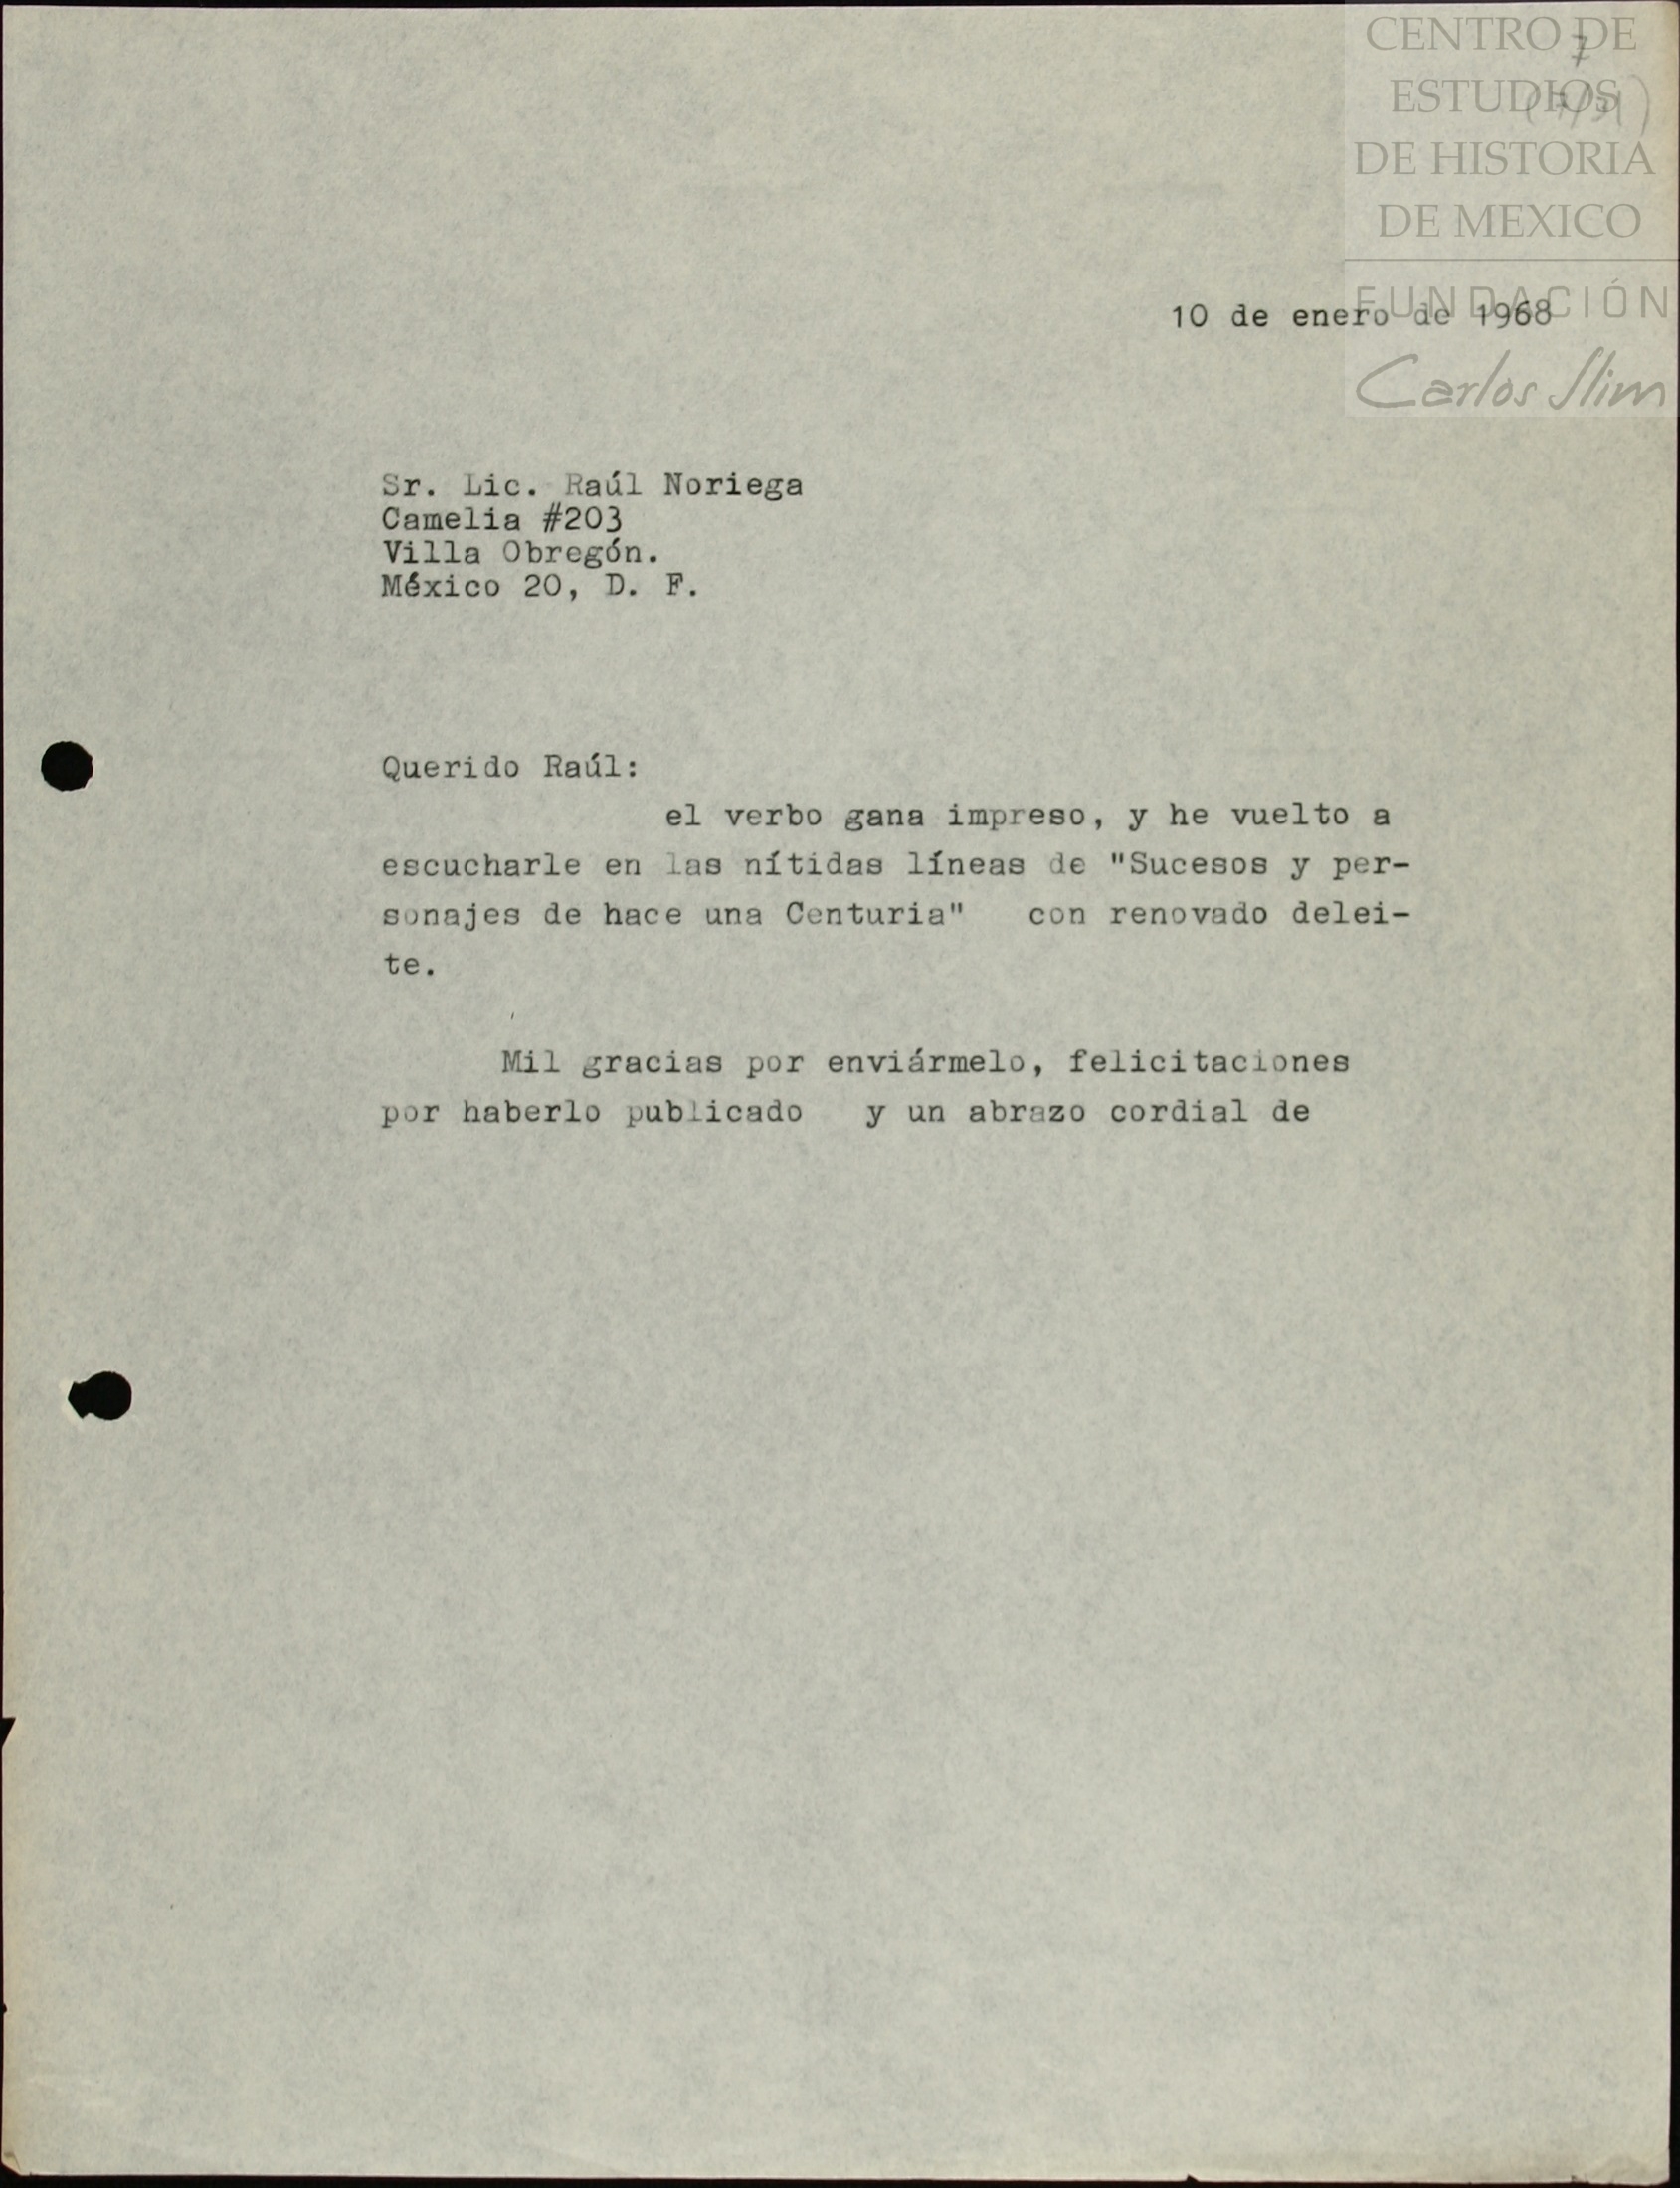 CENTRO DE
ESTUDIOS
DE HISTORIA
DE MEXICO
FUNDACIÓN
Carlos Slim
10 de enero de 1968
Sr. Lic. Raúl Noriega
Camelia #203
Villa Obregón.
México 20, D. F.
Querido Raúl:
el verbo gana impreso, y he vuelto a
escucharle en las nítidas líneas de "Sucesos y per-
sonajes de hace una Centuria" con renovado delei-
te.
Mil gracias por enviármelo, felicitaciones
por haberlo publicado y un abrazo cordial de